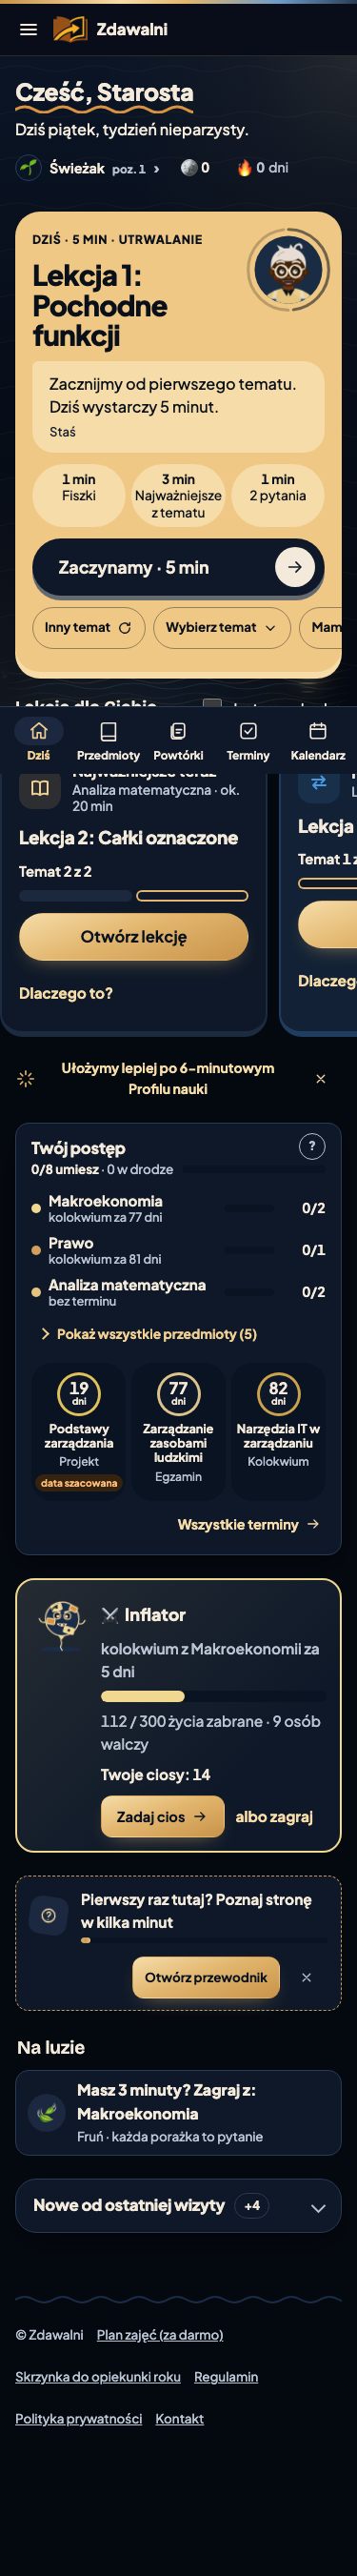 Zdawalni
Cześć, Starosta
Dziś piątek, tydzień nieparzysty.
Świeżak poz. 1 › 0 0 dni
DZIŚ · 5 MIN · UTRWALANIE
Lekcja 1:
Pochodne
funkcji
Zacznijmy od pierwszego tematu.
Dziś wystarczy 5 minut.
Staś
1 min
Fiszki
3 min
Najważniejsze
z tematu
1 min
2 pytania
Zaczynamy · 5 min
Inny temat
Wybierz temat
Mam
Dziś
Przedmioty
Powtórki
Terminy
Kalendarz
Analiza matematyczna · ok.
20 min
Lekcja 2: Całki oznaczone
Temat 2 z 2
Otwórz lekcję
Dlaczego to?
Lekcja
Temat 1 z
Dlaczeg
Ułożymy lepiej po 6-minutowym
Profilu nauki
Twój postęp
?
0/8 umiesz · 0 w drodze
Makroekonomia
kolokwium za 77 dni
0/2
Prawo
kolokwium za 81 dni
0/1
Analiza matematyczna
bez terminu
0/2
Pokaż wszystkie przedmioty (5)
19
dni
Podstawy
zarządzania
Projekt
data szacowana
77
dni
Zarządzanie
zasobami
ludzkimi
Egzamin
82
dni
Narzędzia IT w
zarządzaniu
Kolokwium
Wszystkie terminy
Inflator
kolokwium z Makroekonomii za
5 dni
112 / 300 życia zabrane · 9 osób
walczy
Twoje ciosy: 14
Zadaj cios
albo zagraj
Pierwszy raz tutaj? Poznaj stronę
w kilka minut
Otwórz przewodnik
Na luzie
Masz 3 minuty? Zagraj z:
Makroekonomia
Fruń · każda porażka to pytanie
Nowe od ostatniej wizyty +4
© Zdawalni Plan zajęć (za darmo)
Skrzynka do opiekunki roku Regulamin
Polityka prywatności Kontakt